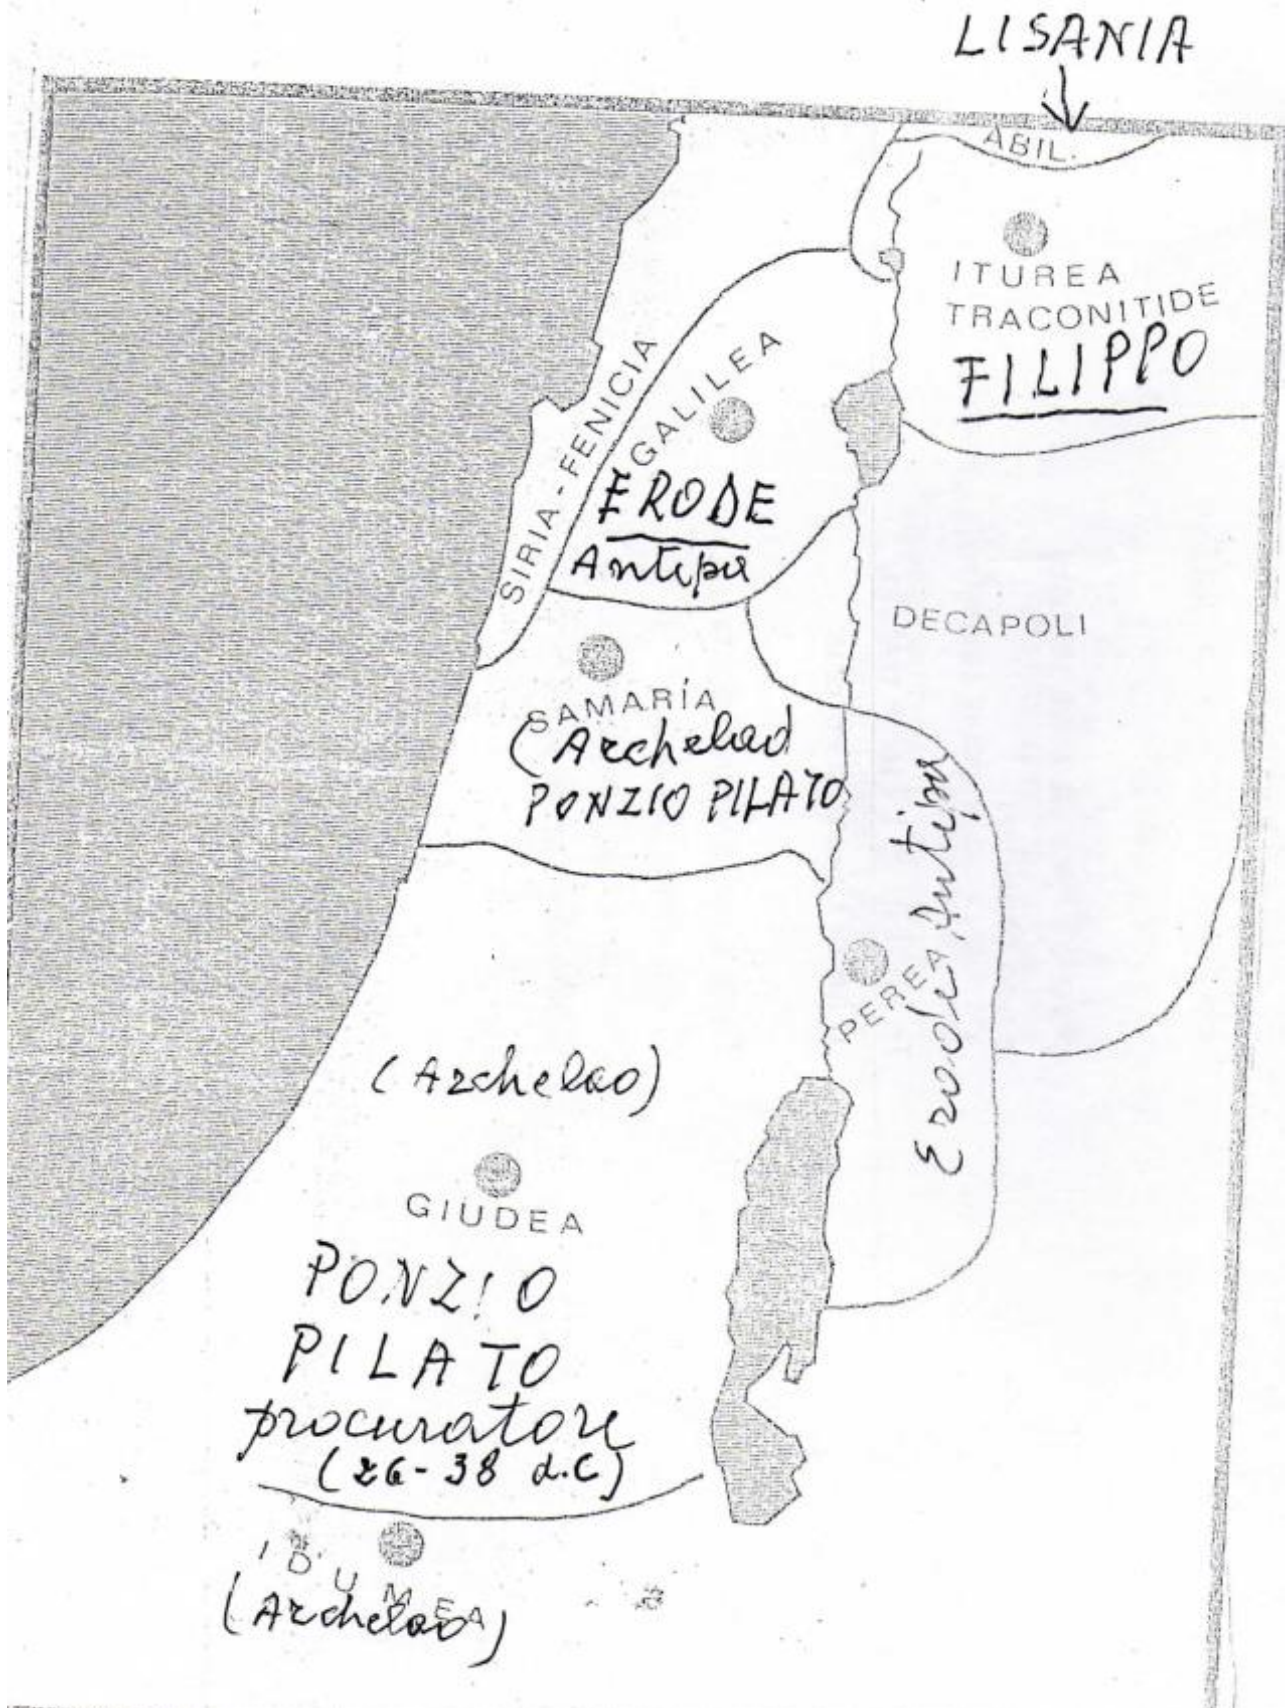 LISANIA
ABIL.
ITUREA
TRACONITIDE
FILIPPO
SIRIA - FENICIA
GALILEA
ERODE
Antipa
DECAPOLI
SAMARÍA
(Archelao)
PONZIO PILATO
PEREA
Erode Antipa
(Archelao)
GIUDEA
PONZIO
PILATO
procuratore
(26-38 d.C)
IDUMEA
(Archelao)